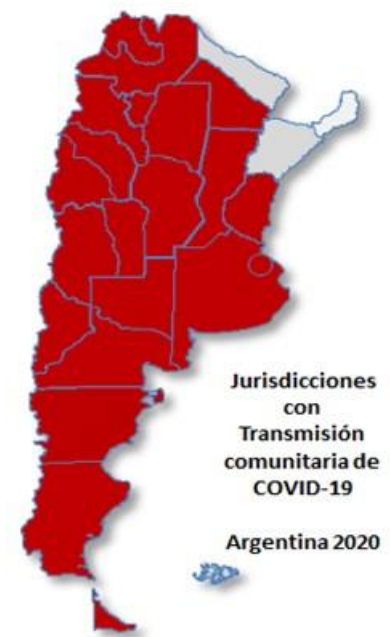 Jurisdicciones
con
Transmisión
comunitaria de
COVID-19
Argentina 2020